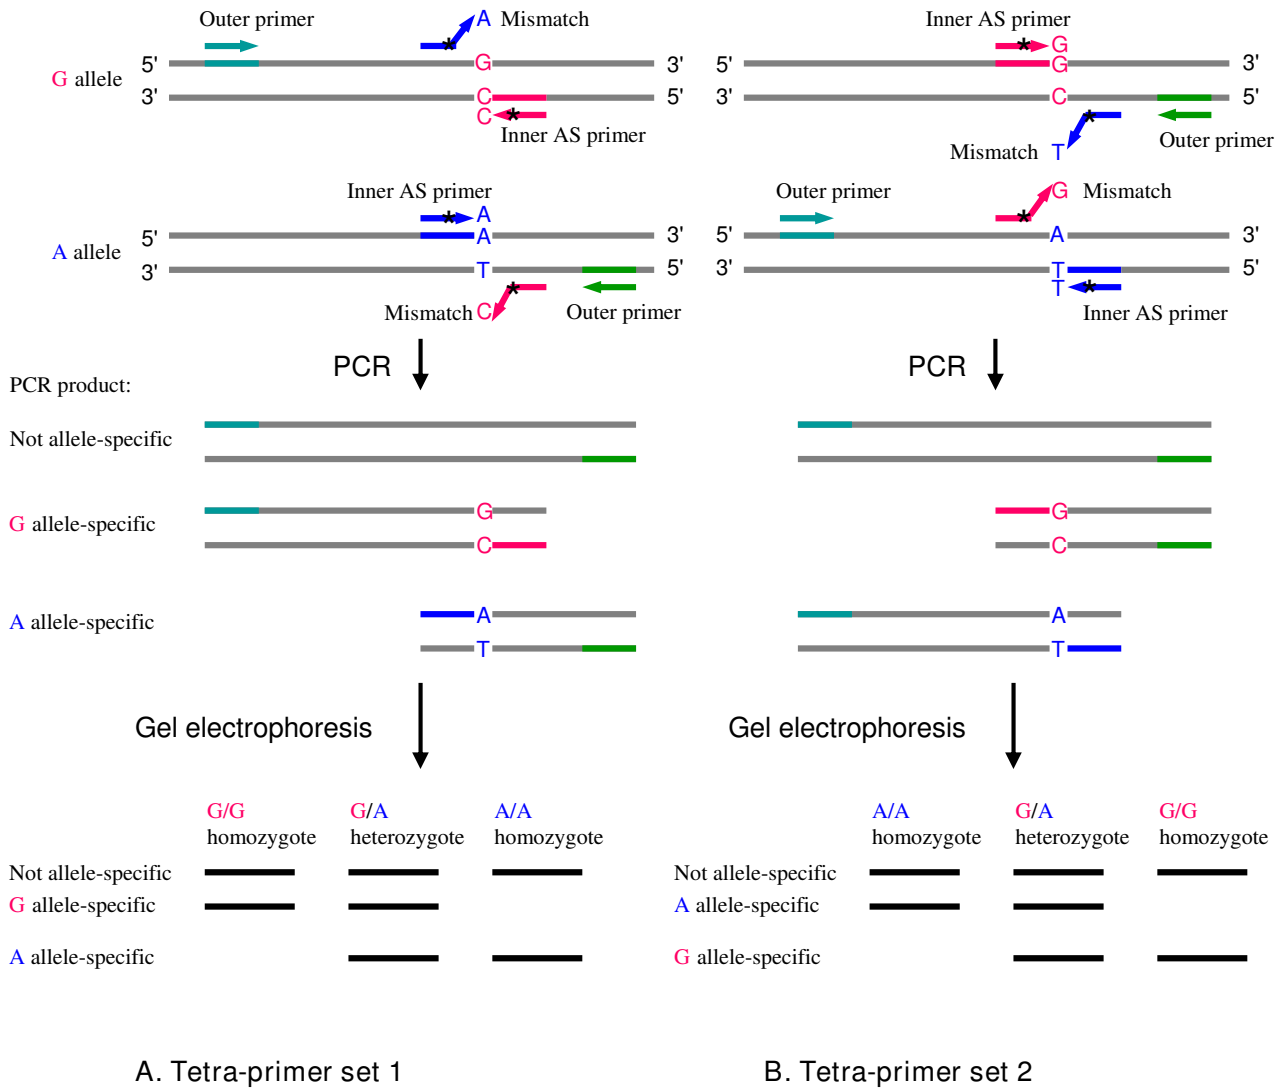 Outer primer
A Mismatch
5' G 3'
G allele
3' C 5'
C
Inner AS primer
Inner AS primer
A
5' A 3'
A allele
3' T 5'
Mismatch C Outer primer
Inner AS primer
G
5' G 3'
3' C 5'
Outer primer
Mismatch T
G Mismatch
Outer primer
5' A 3'
3' T 5'
T
Inner AS primer
PCR
PCR
PCR product:
Not allele-specific
G allele-specific
G
C
G
C
A allele-specific
A
T
A
T
Gel electrophoresis
Gel electrophoresis
G/G G/A A/A
homozygote heterozygote homozygote
Not allele-specific
G allele-specific
A allele-specific
A/A G/A G/G
homozygote heterozygote homozygote
Not allele-specific
A allele-specific
G allele-specific
A. Tetra-primer set 1
B. Tetra-primer set 2